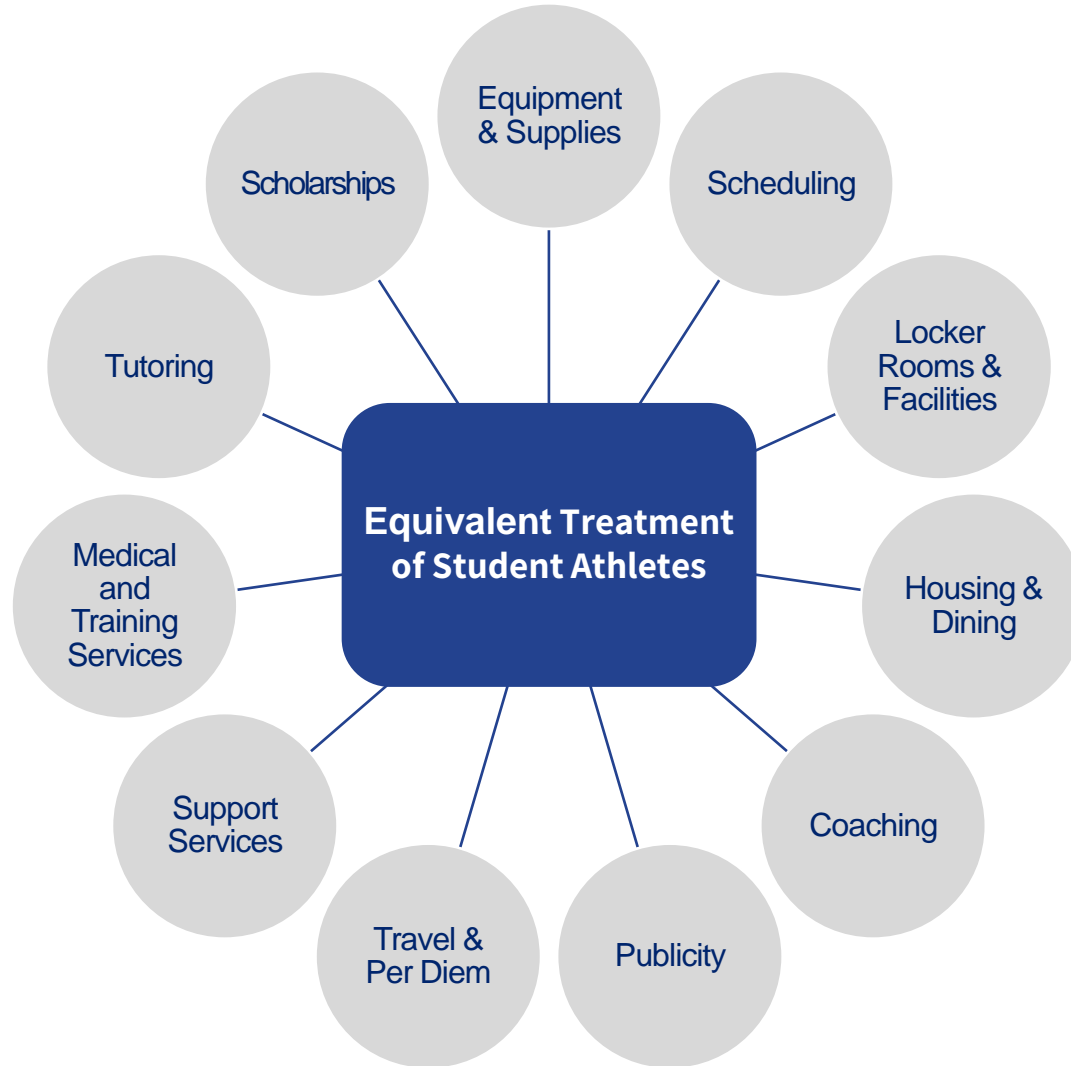 Equipment
& Supplies
Scheduling
Locker
Rooms &
Facilities
Housing &
Dining
Coaching
Publicity
Travel &
Per Diem
Support
Services
Medical
and
Training
Services
Tutoring
Scholarships
Equivalent Treatment
of Student Athletes